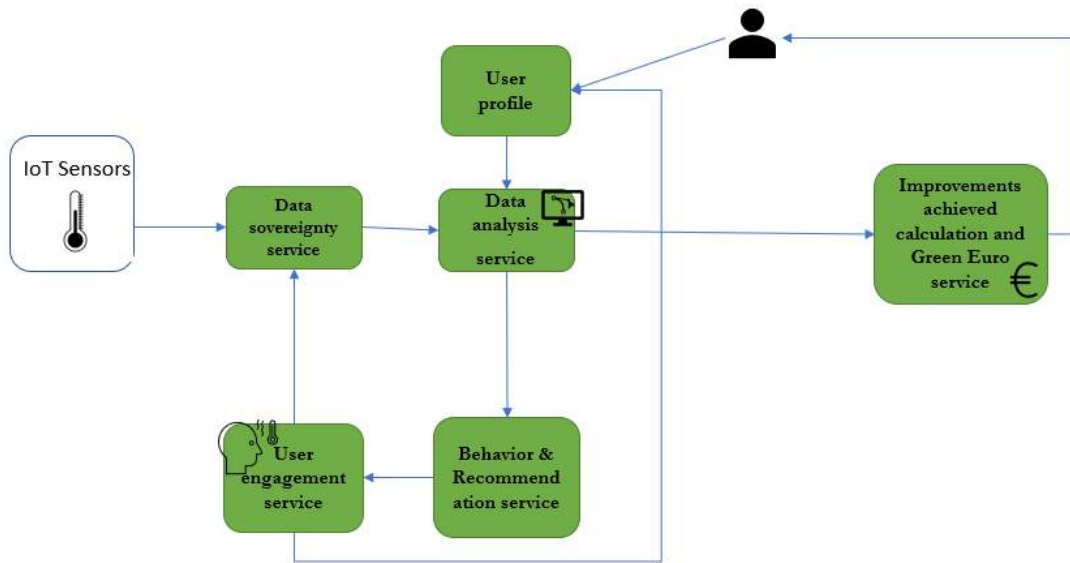 User
profile
IoT Sensors
Data
sovereignty
service
Data
analysis
service
Improvements
achieved
calculation and
Green Euro
service
€
User
engagement
service
Behavior &
Recommend
ation service